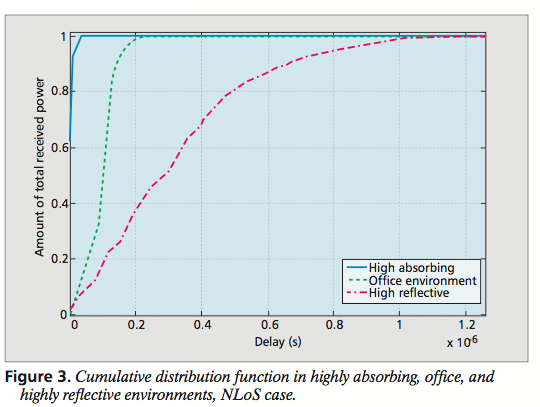 1
0.8
0.6
0.4
0.2
0
Amount of total received power
High absorbing
Office environment
High reflective
0 0.2 0.4 0.6 0.8 1 1.2
Delay (s)
x 10⁶
Figure 3. Cumulative distribution function in highly absorbing, office, and
highly reflective environments, NLoS case.